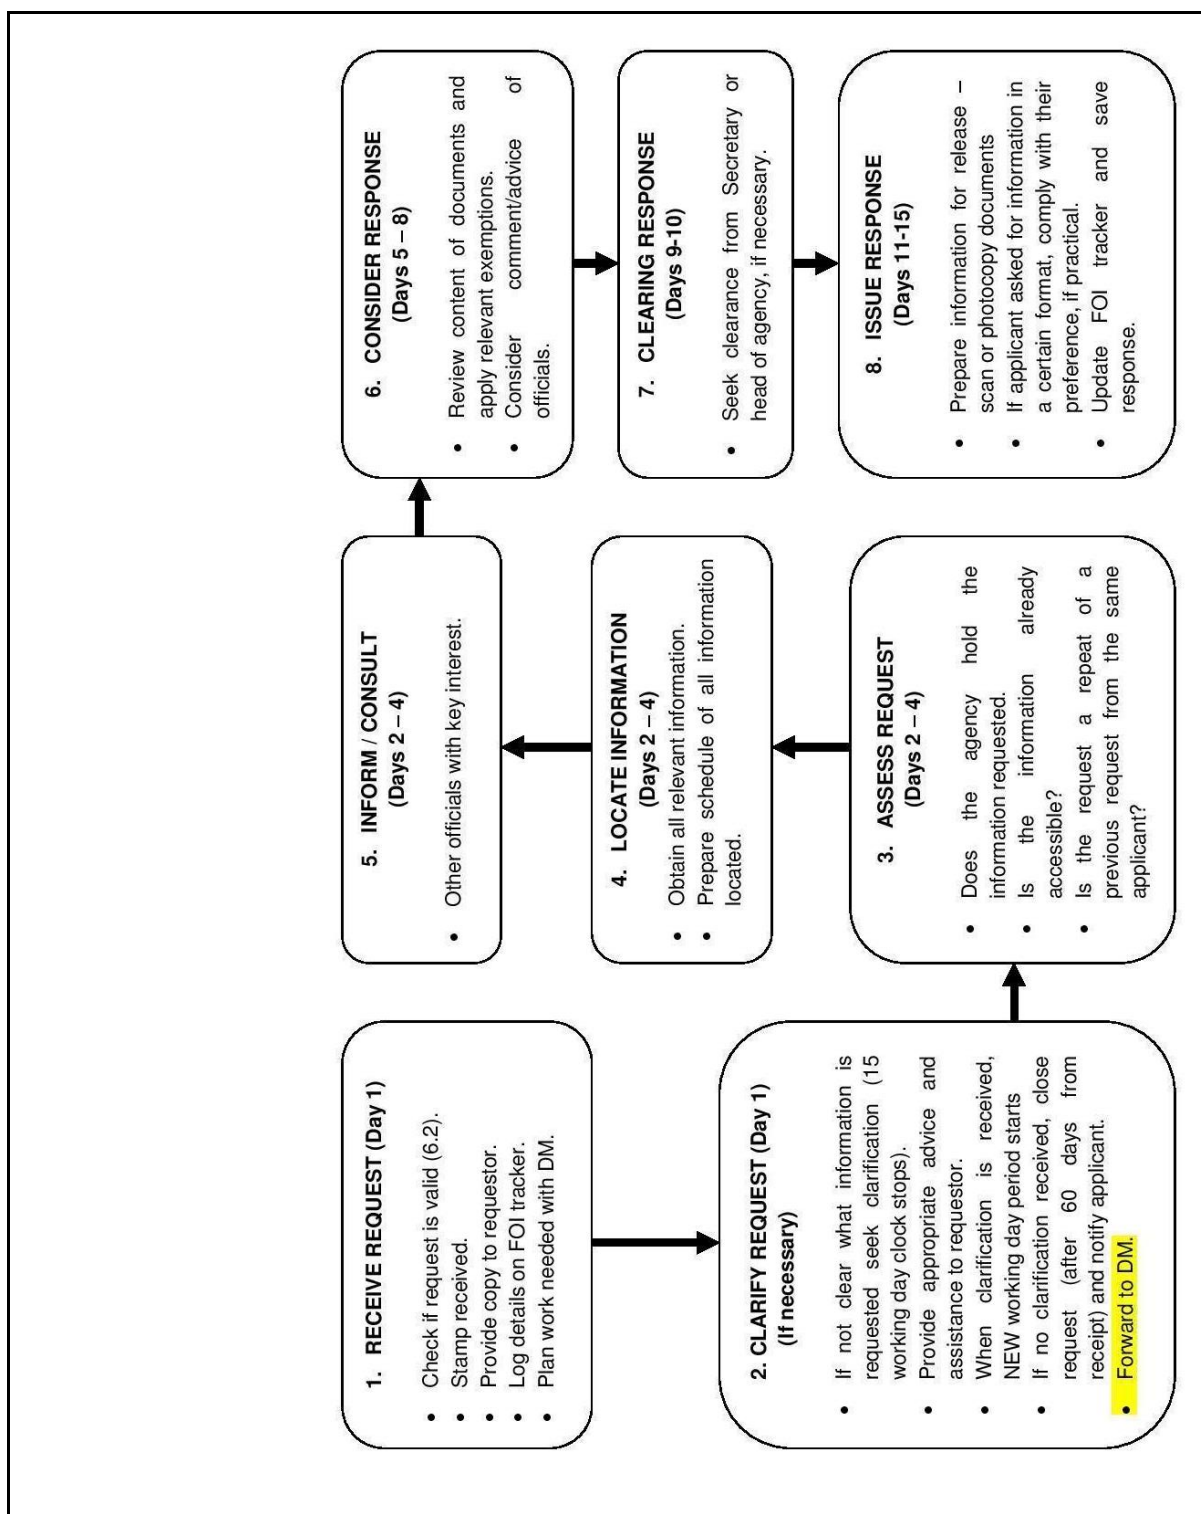 1. RECEIVE REQUEST (Day 1)
• Check if request is valid (6.2).
• Stamp received.
• Provide copy to requestor.
• Log details on FOI tracker.
• Plan work needed with DM.
2. CLARIFY REQUEST (Day 1)
(If necessary)
• If not clear what information is
requested seek clarification (15
working day clock stops).
• Provide appropriate advice and
assistance to requestor.
• When clarification is received,
NEW working day period starts
• If no clarification received, close
request (after 60 days from
receipt) and notify applicant.
• Forward to DM.
3. ASSESS REQUEST
(Days 2 – 4)
• Does the agency hold the
information requested.
• Is the information already
accessible?
• Is the request a repeat of a
previous request from the same
applicant?
4. LOCATE INFORMATION
(Days 2 – 4)
• Obtain all relevant information.
• Prepare schedule of all information
located.
5. INFORM / CONSULT
(Days 2 – 4)
• Other officials with key interest.
6. CONSIDER RESPONSE
(Days 5 – 8)
• Review content of documents and
apply relevant exemptions.
• Consider comment/advice of
officials.
7. CLEARING RESPONSE
(Days 9-10)
• Seek clearance from Secretary or
head of agency, if necessary.
8. ISSUE RESPONSE
(Days 11-15)
• Prepare information for release –
scan or photocopy documents
• If applicant asked for information in
a certain format, comply with their
preference, if practical.
• Update FOI tracker and save
response.